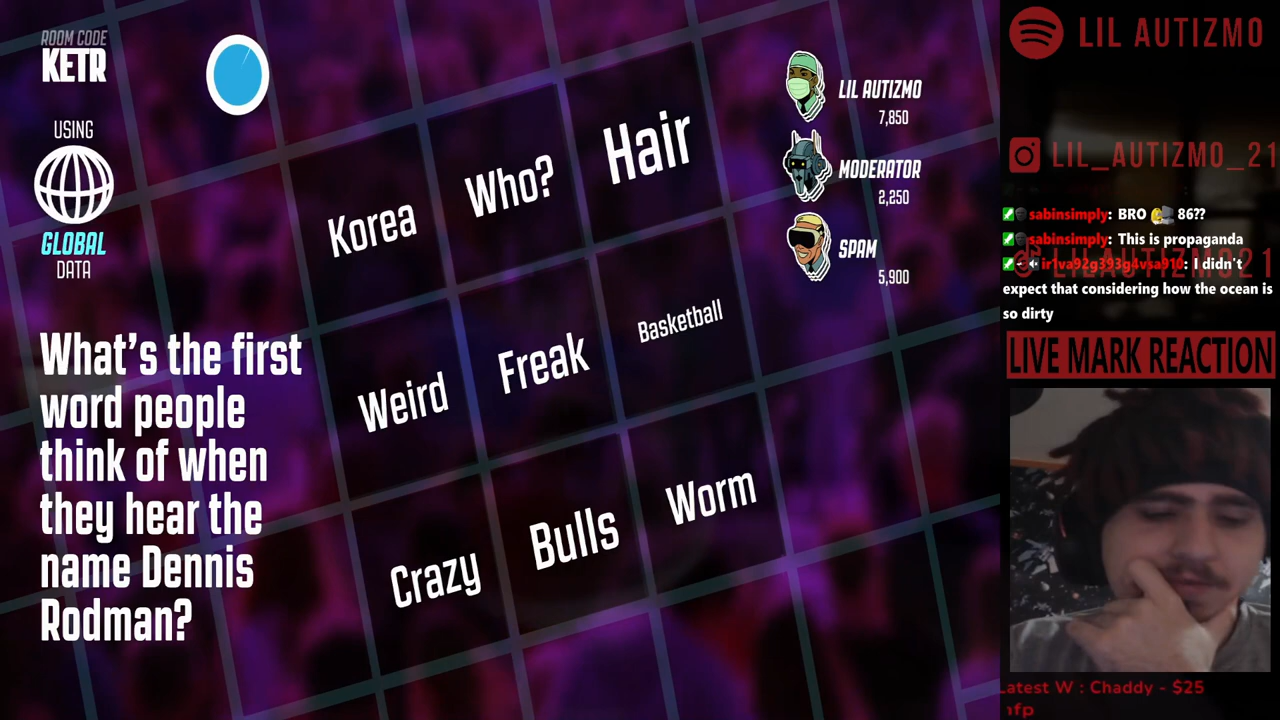 ROOM CODE
KETR
USING
GLOBAL
DATA
What's the first
word people
think of when
they hear the
name Dennis
Rodman?
Korea
Who?
Hair
Weird
Freak
Basketball
Crazy
Bulls
Worm
LIL AUTIZMO
7,850
MODERATOR
2,250
SPAM
5,900
LIL AUTIZMO
LIL_AUTIZMO_21
sabinsimply: BRO 86??
sabinsimply: This is propaganda
ir1va92g393g4vsa910: I didn't
expect that considering how the ocean is
so dirty
LIVE MARK REACTION
Latest W : Chaddy - $25